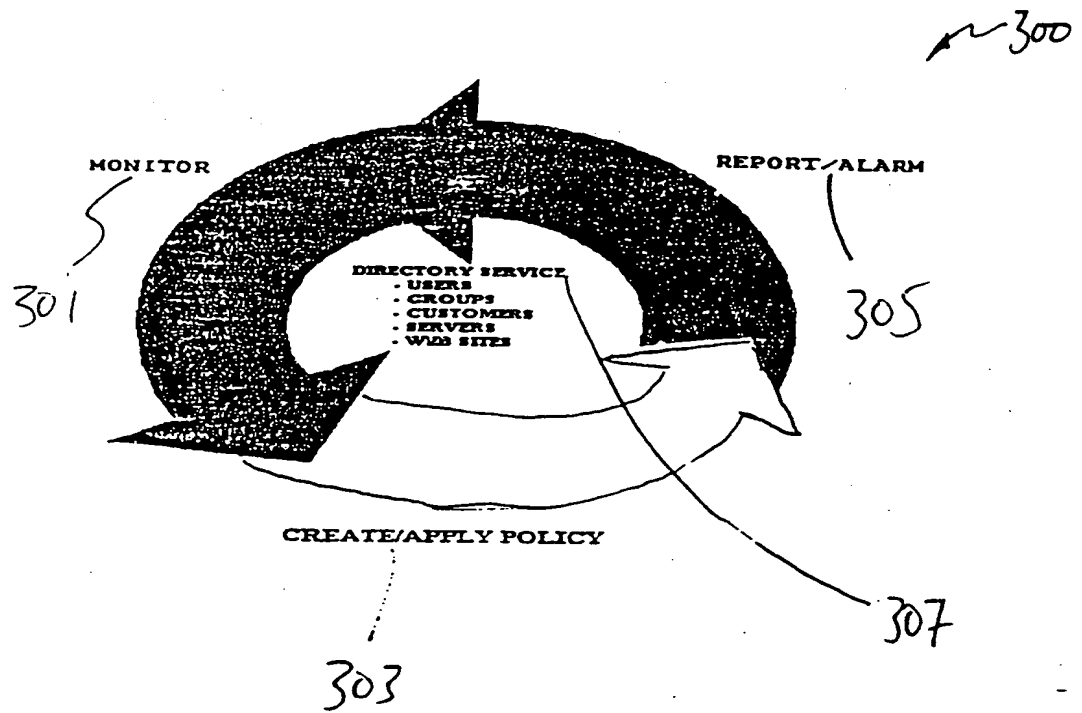 300
MONITOR
REPORT/ALARM
301
305
DIRECTORY SERVICE
- USERS
- GROUPS
- CUSTOMERS
- SERVERS
- WEB SITES
CREATE/APPLY POLICY
307
303